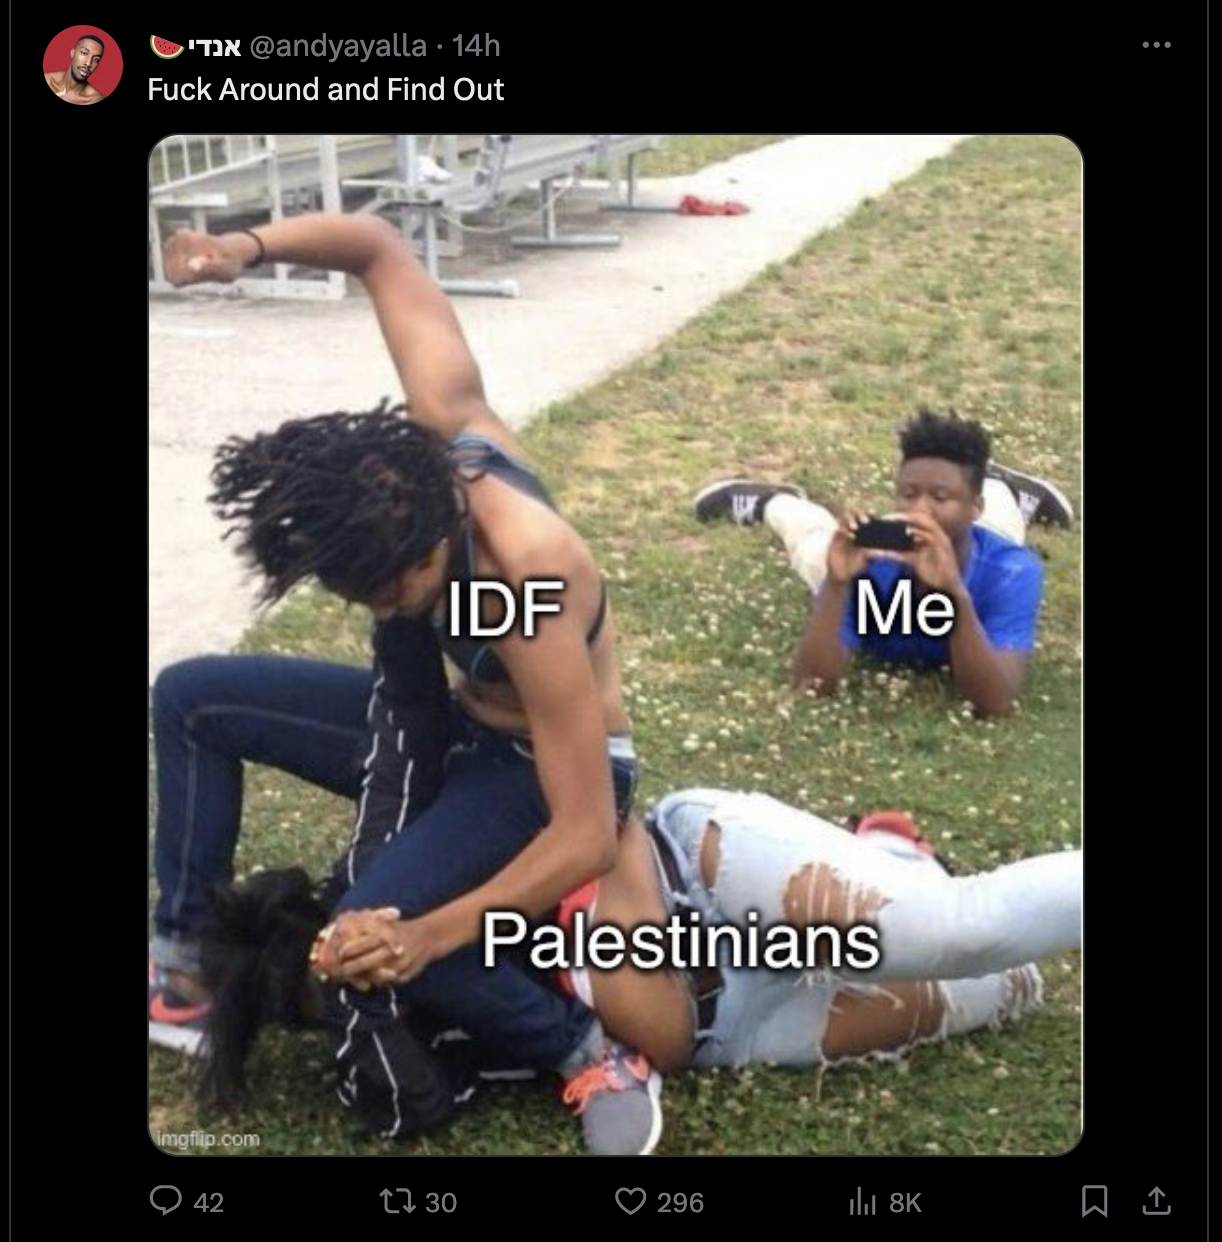 🍉אנדי @andyayalla · 14h
Fuck Around and Find Out
IDF
Me
Palestinians
imgflip.com
42 30 296 8K